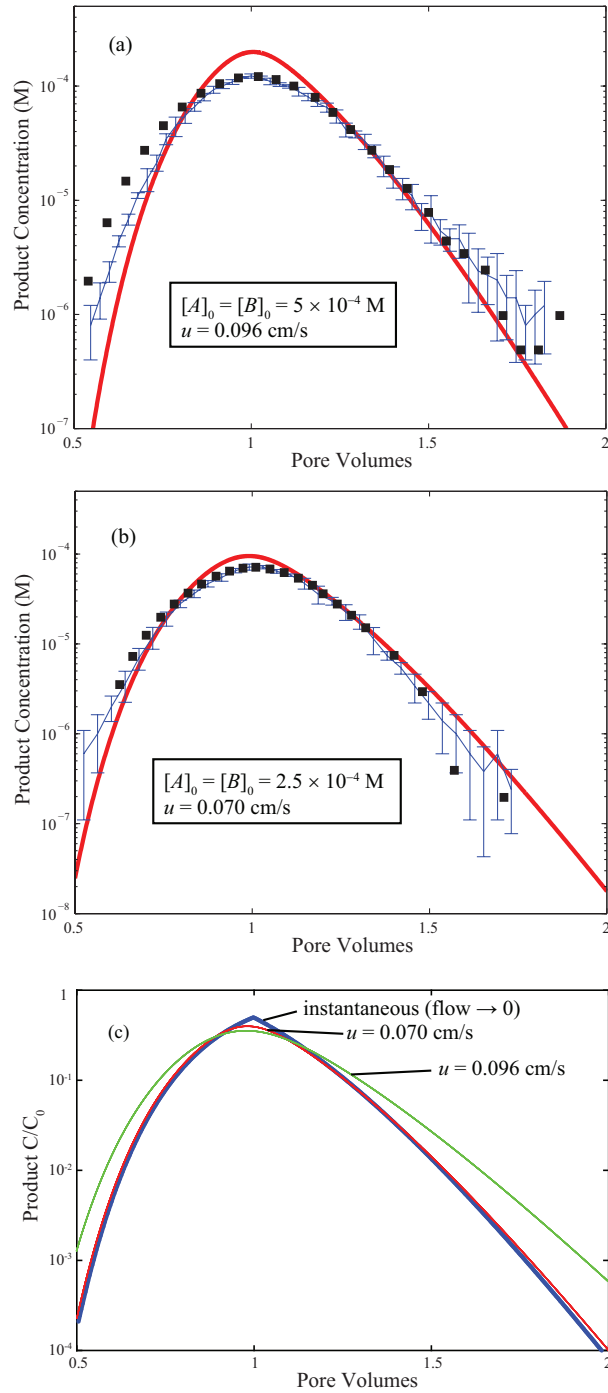 (a)
10⁻⁴
10⁻⁵
10⁻⁶
10⁻⁷
Product Concentration (M)
[A]₀ = [B]₀ = 5 × 10⁻⁴ M
u = 0.096 cm/s
0.5 1 1.5 2
Pore Volumes
(b)
10⁻³
10⁻⁴
10⁻⁵
10⁻⁶
10⁻⁷
10⁻⁸
Product Concentration (M)
[A]₀ = [B]₀ = 2.5 × 10⁻⁴ M
u = 0.070 cm/s
0.5 1 1.5 2
Pore Volumes
(c)
1
10⁻¹
10⁻²
10⁻³
10⁻⁴
Product C/C₀
instantaneous (flow → 0)
u = 0.070 cm/s
u = 0.096 cm/s
0.5 1 1.5 2
Pore Volumes